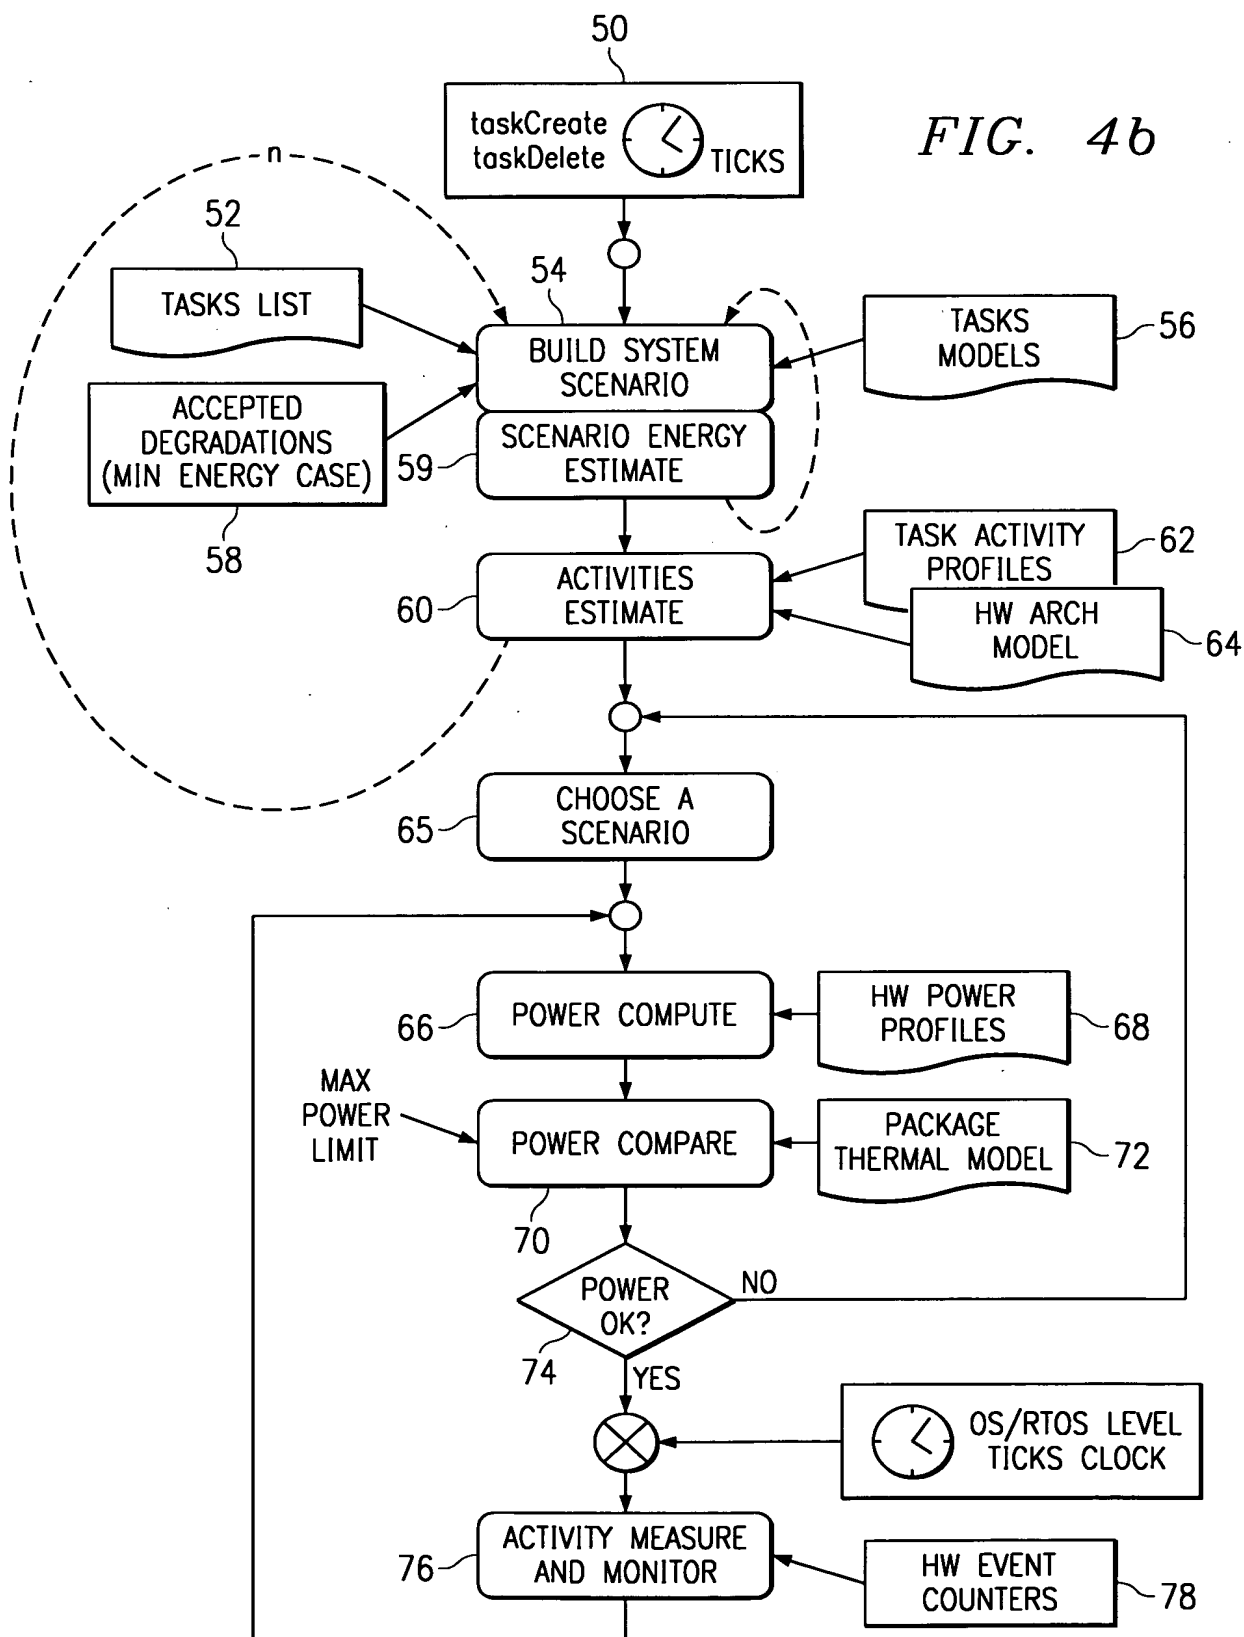 50
taskCreate
taskDelete
TICKS
FIG. 4b
n
52
TASKS LIST
54
BUILD SYSTEM
SCENARIO
TASKS
MODELS
56
ACCEPTED
DEGRADATIONS
(MIN ENERGY CASE)
58
SCENARIO ENERGY
ESTIMATE
59
TASK ACTIVITY
PROFILES
62
ACTIVITIES
ESTIMATE
60
HW ARCH
MODEL
64
CHOOSE A
SCENARIO
65
POWER COMPUTE
66
HW POWER
PROFILES
68
MAX
POWER
LIMIT
POWER COMPARE
70
PACKAGE
THERMAL MODEL
72
POWER
OK?
NO
74
YES
OS/RTOS LEVEL
TICKS CLOCK
ACTIVITY MEASURE
AND MONITOR
76
HW EVENT
COUNTERS
78